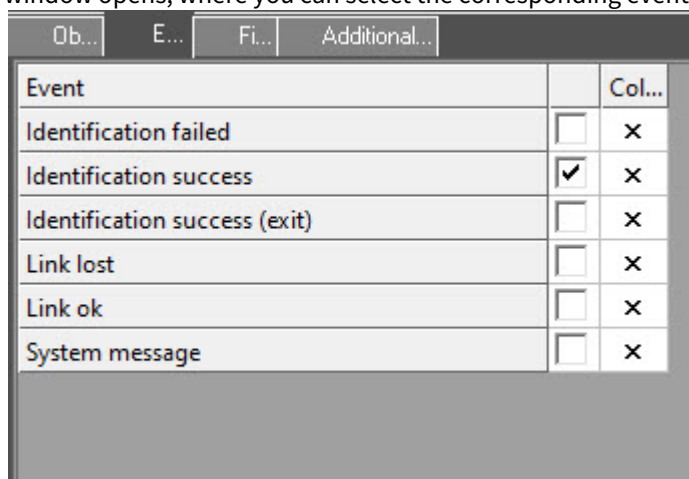 window opens, where you can select the corresponding event
Ob... E... Fi... Additional...
Event Col...
Identification failed ×
Identification success ✓ ×
Identification success (exit) ×
Link lost ×
Link ok ×
System message ×